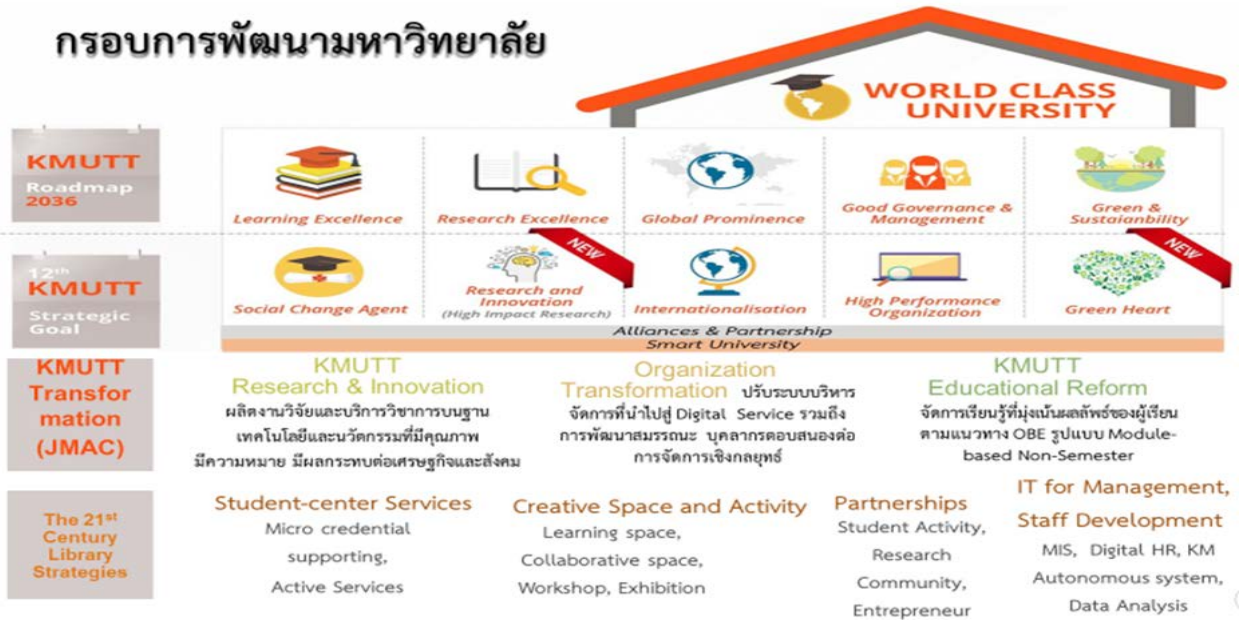 กรอบการพัฒนามหาวิทยาลัย
WORLD CLASS
UNIVERSITY
KMUTT
Roadmap
2036
Learning Excellence
Research Excellence
Global Prominence
Good Governance &
Management
Green &
Sustaianbility
12th
KMUTT
Strategic
Goal
Social Change Agent
NEW
Research and
Innovation
(High Impact Research)
Internationalisation
High Performance
Organization
NEW
Green Heart
Alliances & Partnership
Smart University
KMUTT
Transfor
mation
(JMAC)
KMUTT
Research & Innovation
ผลิตงานวิจัยและบริการวิชาการบนฐาน
เทคโนโลยีและนวัตกรรมที่มีคุณภาพ
มีความหมาย มีผลกระทบต่อเศรษฐกิจและสังคม
Organization
Transformation ปรับระบบบริหาร
จัดการที่นำไปสู่ Digital Service รวมถึง
การพัฒนาสมรรถนะ บุคลากรตอบสนองต่อ
การจัดการเชิงกลยุทธ์
KMUTT
Educational Reform
จัดการเรียนรู้ที่มุ่งเน้นผลลัพธ์ของผู้เรียน
ตามแนวทาง OBE รูปแบบ Module-
based Non-Semester
The 21st
Century
Library
Strategies
Student-center Services
Micro credential
supporting,
Active Services
Creative Space and Activity
Learning space,
Collaborative space,
Workshop, Exhibition
Partnerships
Student Activity,
Research
Community,
Entrepreneur
IT for Management,
Staff Development
MIS, Digital HR, KM
Autonomous system,
Data Analysis